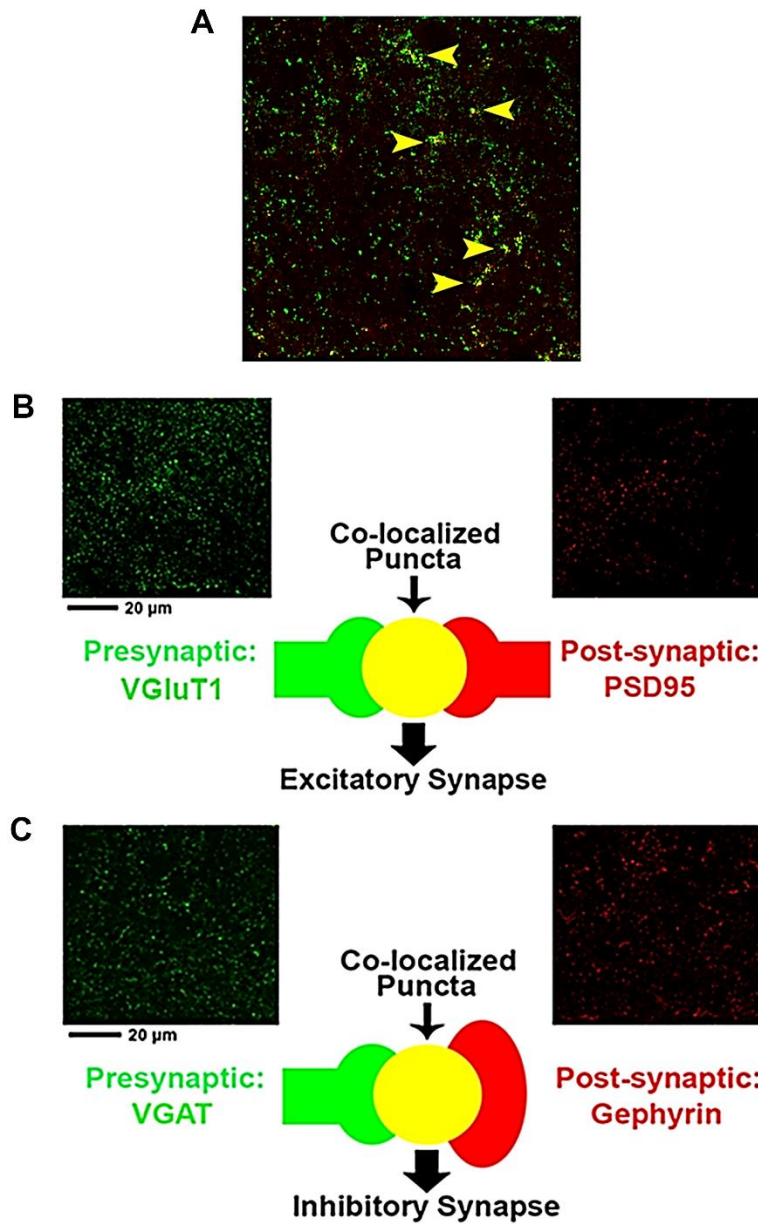 A
B
Co-localized
Puncta
20 µm
Presynaptic:
VGluT1
Post-synaptic:
PSD95
Excitatory Synapse
C
Co-localized
Puncta
20 µm
Presynaptic:
VGAT
Post-synaptic:
Gephyrin
Inhibitory Synapse